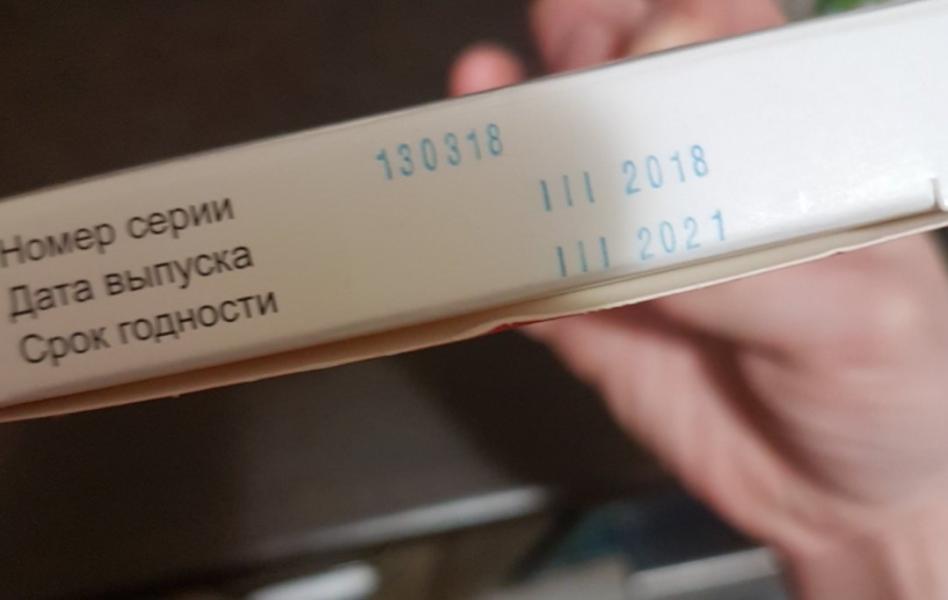 Номер серии 130318
Дата выпуска III 2018
Срок годности III 2021